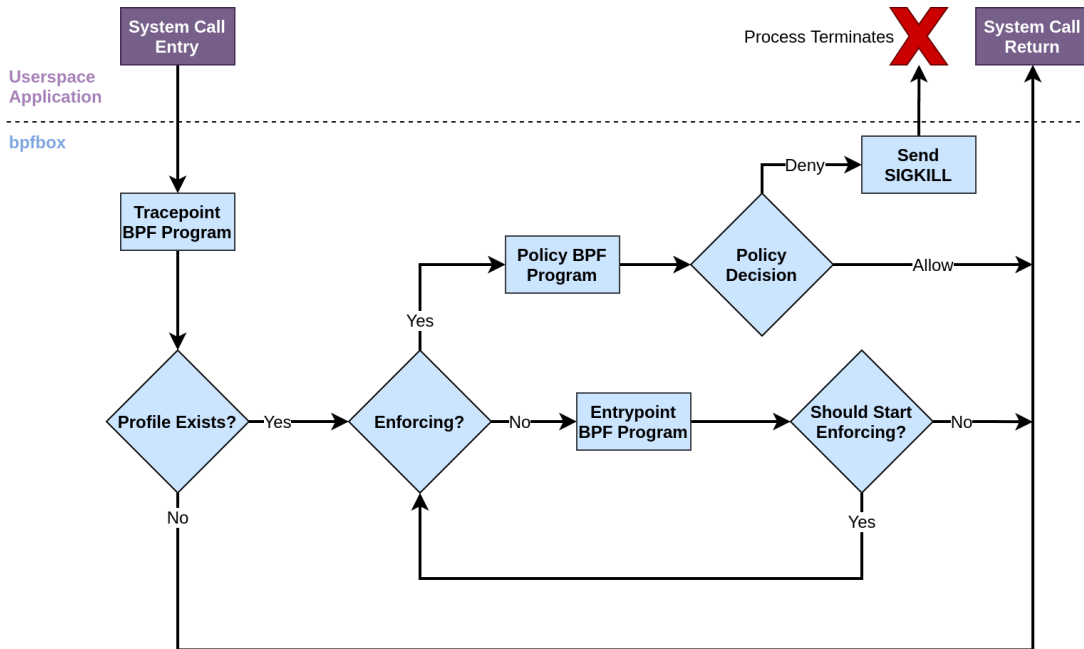 System Call
Entry
Process Terminates
System Call
Return
Userspace
Application
bpfbox
Deny
Send
SIGKILL
Tracepoint
BPF Program
Policy BPF
Program
Policy
Decision
Allow
Yes
Profile Exists?
Yes
Enforcing?
No
Entrypoint
BPF Program
Should Start
Enforcing?
No
No
Yes